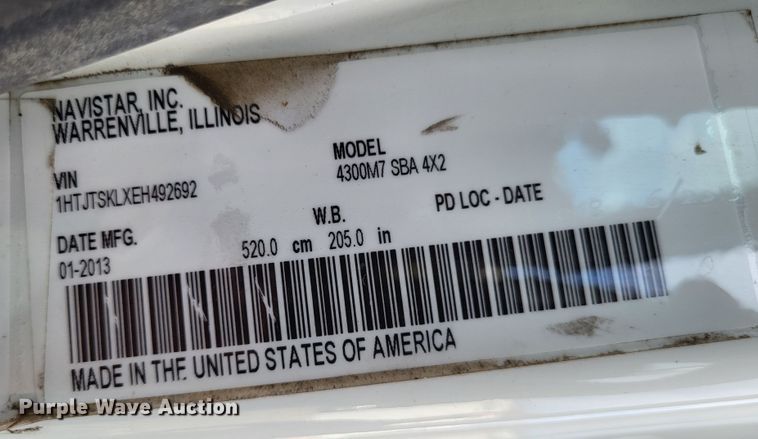 NAVISTAR, INC.
WARRENVILLE, ILLINOIS
VIN
1HTJTSKLXEH492692
MODEL
4300M7 SBA 4X2
DATE MFG.
01-2013
W.B.
520.0 cm 205.0 in
PD LOC - DATE
MADE IN THE UNITED STATES OF AMERICA
Purple Wave Auction